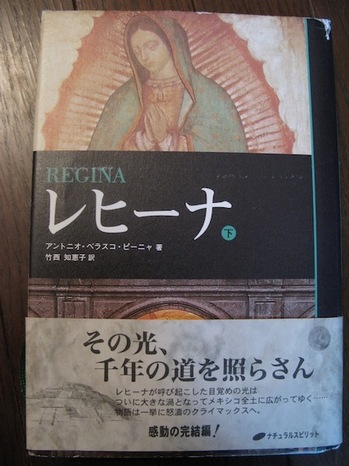 REGINA
レヒーナ 下
アントニオ・ベラスコ・ピーニャ 著
竹西 知恵子 訳
その光、
千年の道を照らさん
レヒーナが呼び起こした目覚めの光は
ついに大きな渦となってメキシコ全土に広がってゆく……
物語は一挙に怒濤のクライマックスへ。
感動の完結編！
ナチュラルスピリット